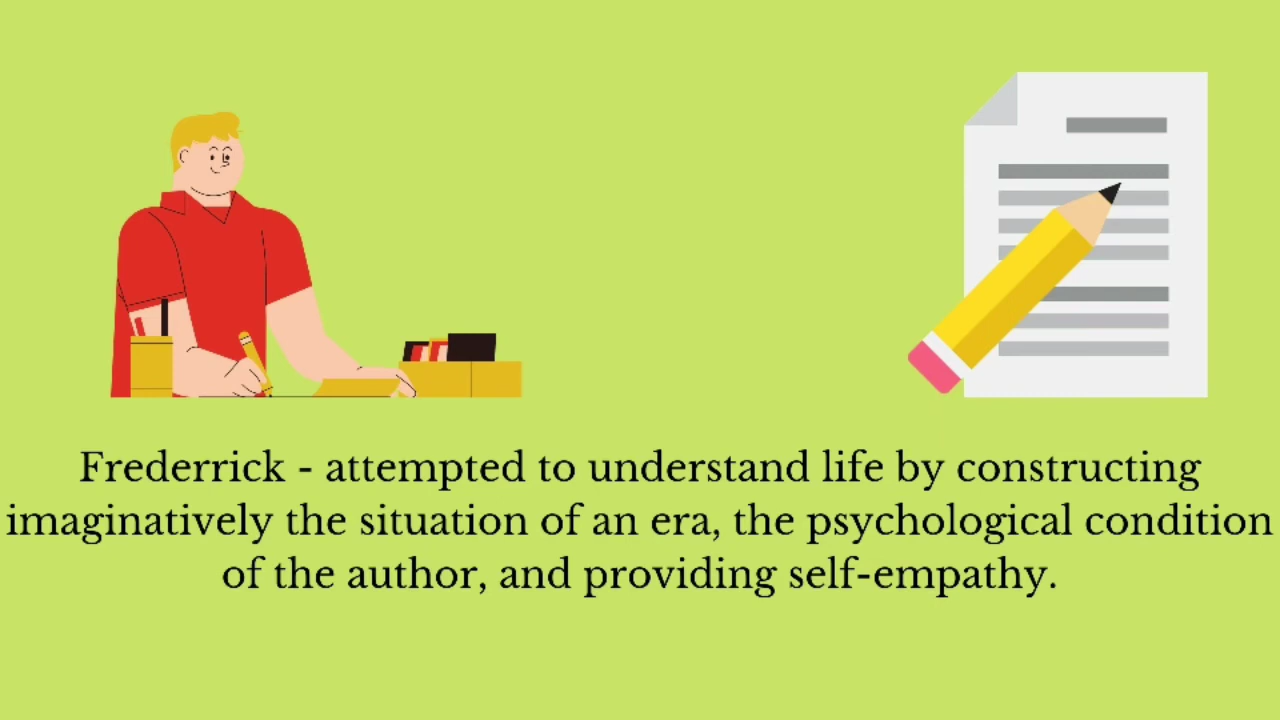 Frederrick - attempted to understand life by constructing
imaginatively the situation of an era, the psychological condition
of the author, and providing self-empathy.